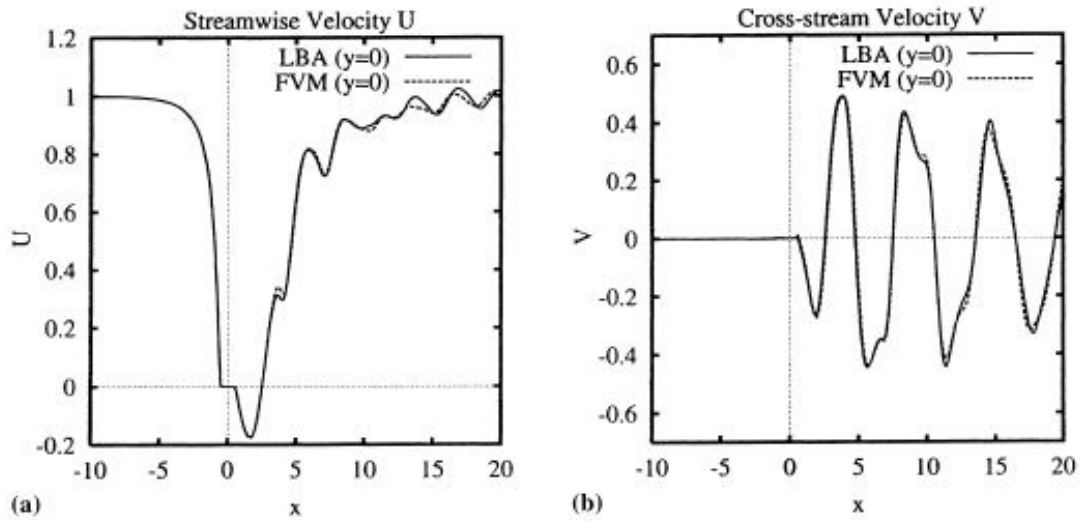 Streamwise Velocity U
1.2
1
0.8
0.6
0.4
0.2
0
-0.2
U
LBA (y=0)
FVM (y=0)
-10 -5 0 5 10 15 20
x
(a)
Cross-stream Velocity V
0.6
0.4
0.2
0
-0.2
-0.4
-0.6
V
LBA (y=0)
FVM (y=0)
-10 -5 0 5 10 15 20
x
(b)